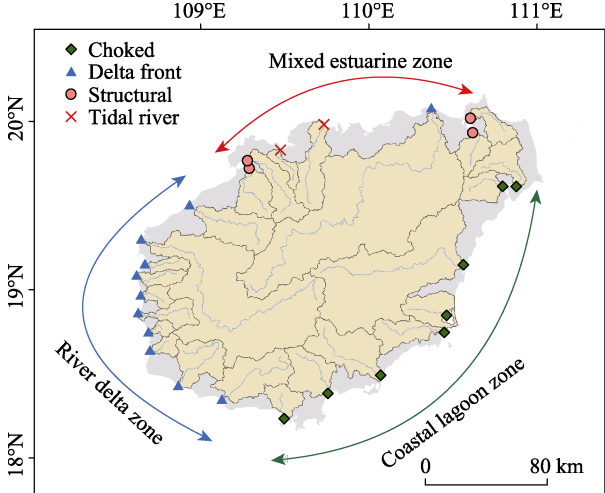 109°E 110°E 111°E
Choked
Delta front
Structural
Tidal river
Mixed estuarine zone
20°N
19°N
18°N
River delta zone
Coastal lagoon zone
0 80 km